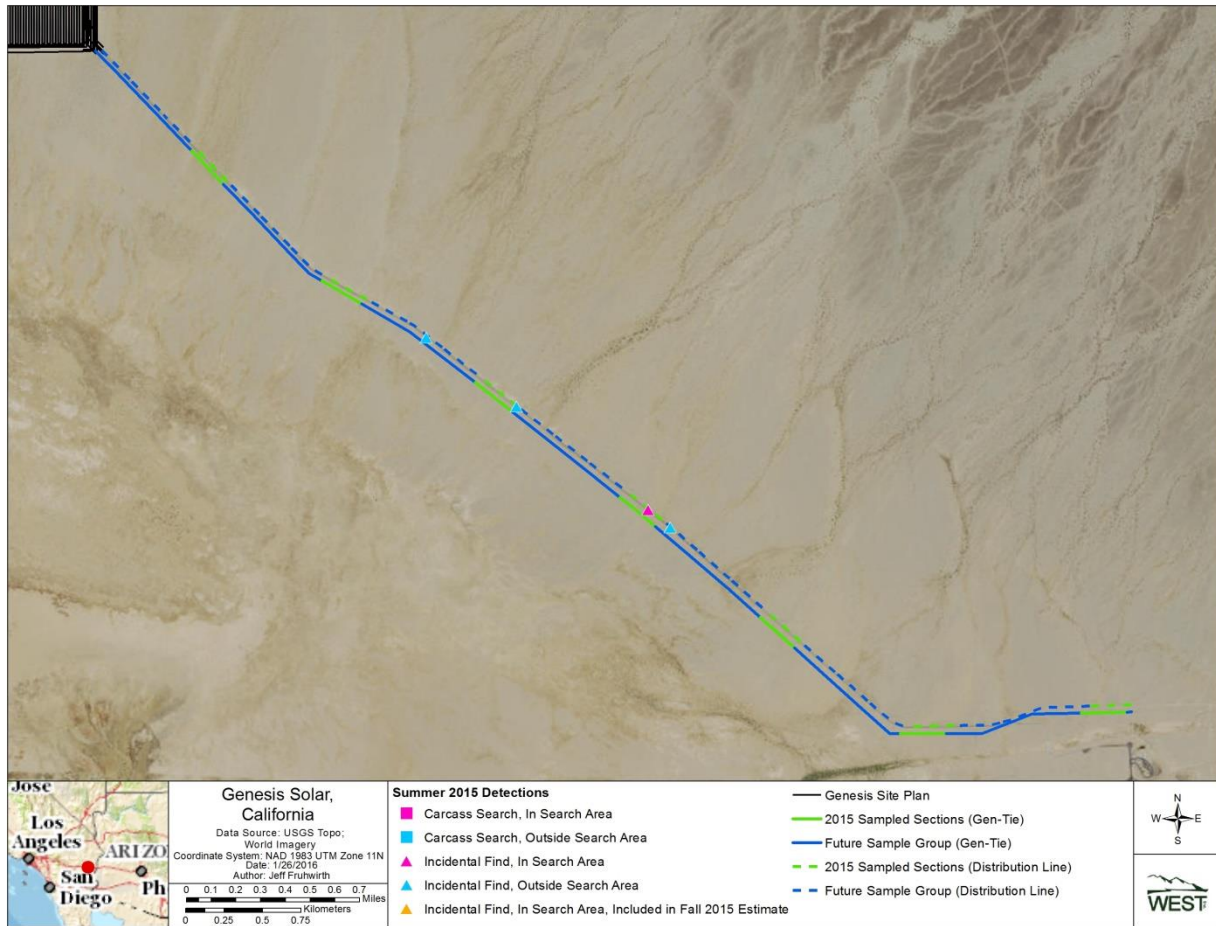 Jose
Los
Angeles
ARIZO
San
Diego
Ph
Genesis Solar,
California
Data Source: USGS Topo;
World Imagery
Coordinate System: NAD 1983 UTM Zone 11N
Date: 1/26/2016
Author: Jeff Fruhwirth
0 0.1 0.2 0.3 0.4 0.5 0.6 0.7
Miles
Kilometers
0 0.25 0.5 0.75
Summer 2015 Detections
Carcass Search, In Search Area
Carcass Search, Outside Search Area
Incidental Find, In Search Area
Incidental Find, Outside Search Area
Incidental Find, In Search Area, Included in Fall 2015 Estimate
Genesis Site Plan
2015 Sampled Sections (Gen-Tie)
Future Sample Group (Gen-Tie)
2015 Sampled Sections (Distribution Line)
Future Sample Group (Distribution Line)
N
W E
S
WEST